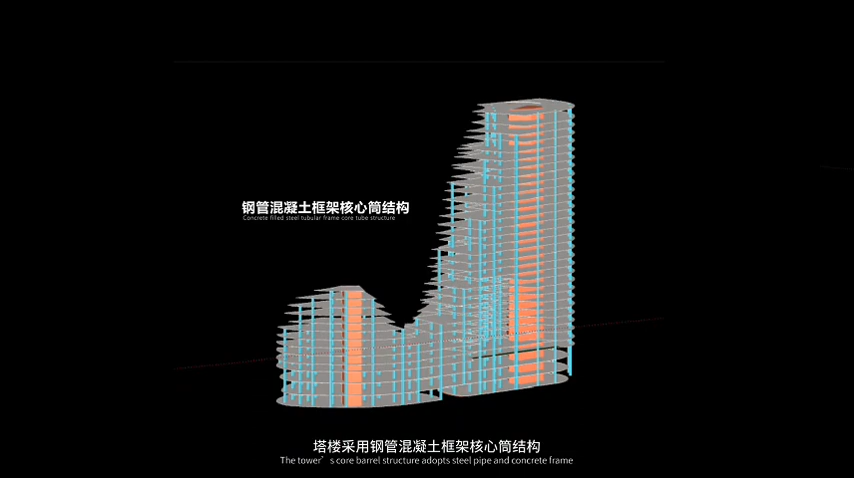 钢管混凝土框架核心筒结构
Concrete filled steel tubular frame core tube structure
塔楼采用钢管混凝土框架核心筒结构
The tower's core barrel structure adopts steel pipe and concrete frame